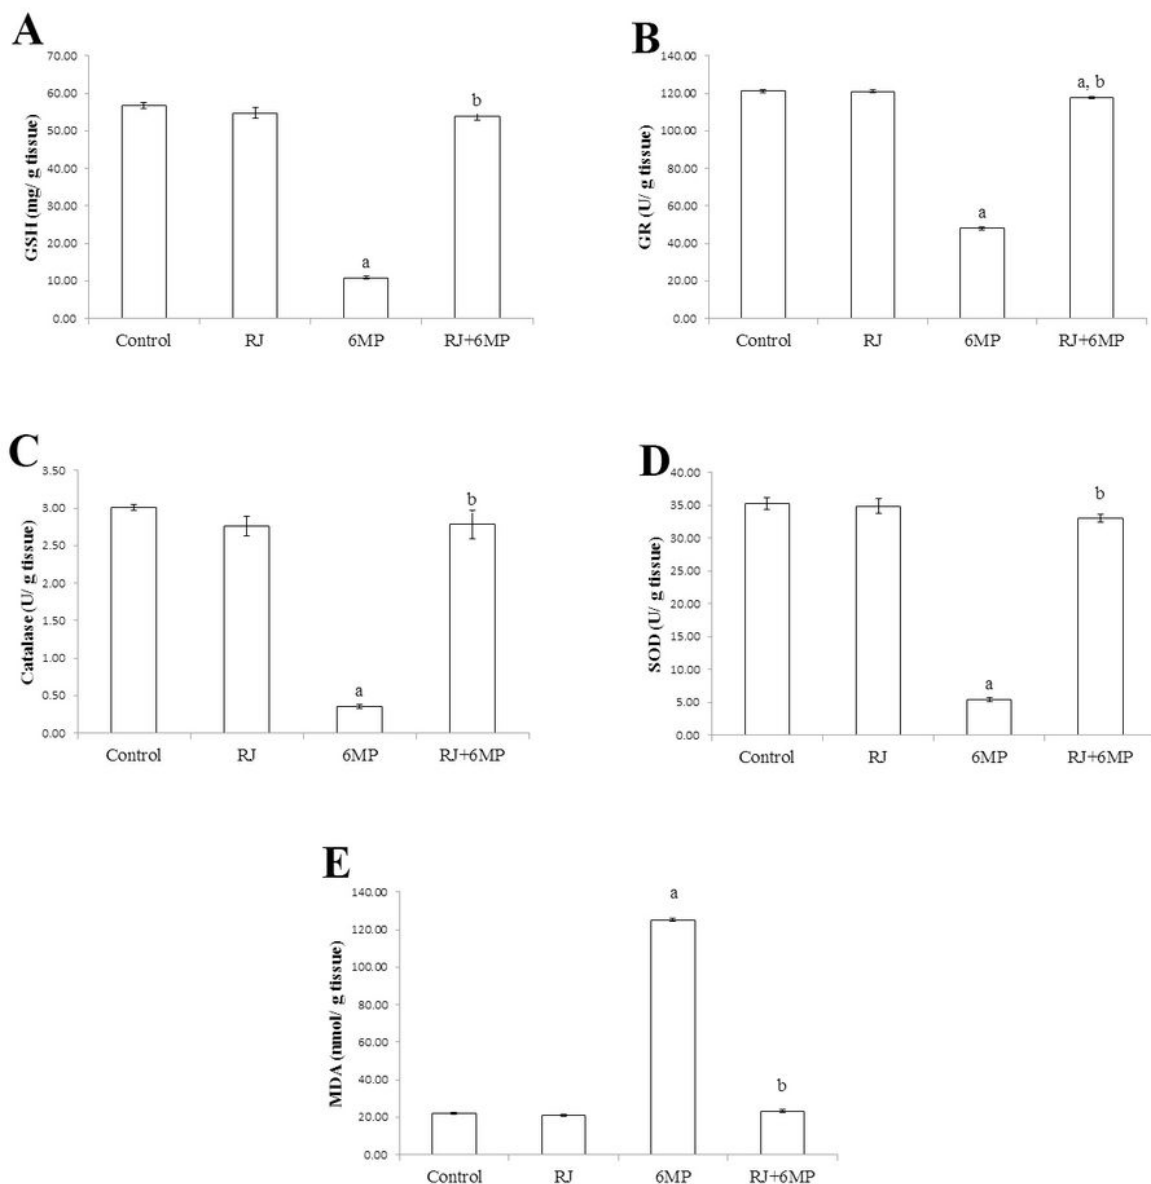 A
GSH (mg/ g tissue)
70.00
60.00
50.00
40.00
30.00
20.00
10.00
0.00
a
b
Control RJ 6MP RJ+6MP
B
GR (U/ g tissue)
140.00
120.00
100.00
80.00
60.00
40.00
20.00
0.00
a
a, b
Control RJ 6MP RJ+6MP
C
Catalase (U/ g tissue)
3.50
3.00
2.50
2.00
1.50
1.00
0.50
0.00
a
b
Control RJ 6MP RJ+6MP
D
SOD (U/ g tissue)
40.00
35.00
30.00
25.00
20.00
15.00
10.00
5.00
0.00
a
b
Control RJ 6MP RJ+6MP
E
MDA (nmol/ g tissue)
140.00
120.00
100.00
80.00
60.00
40.00
20.00
0.00
a
b
Control RJ 6MP RJ+6MP